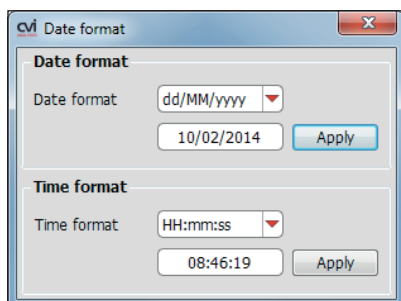 cvi Date format
Date format
Date format dd/MM/yyyy
10/02/2014 Apply
Time format
Time format HH:mm:ss
08:46:19 Apply